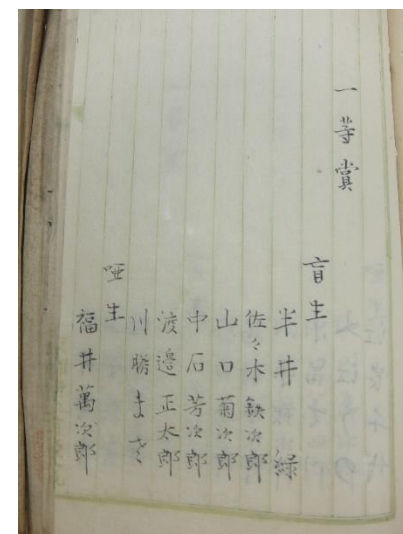 一等賞
盲生
半井緑
佐々木鉄次郎
山口菊次郎
中石芳次郎
渡邉正太郎
川勝まさ
啞生
福井萬次郎